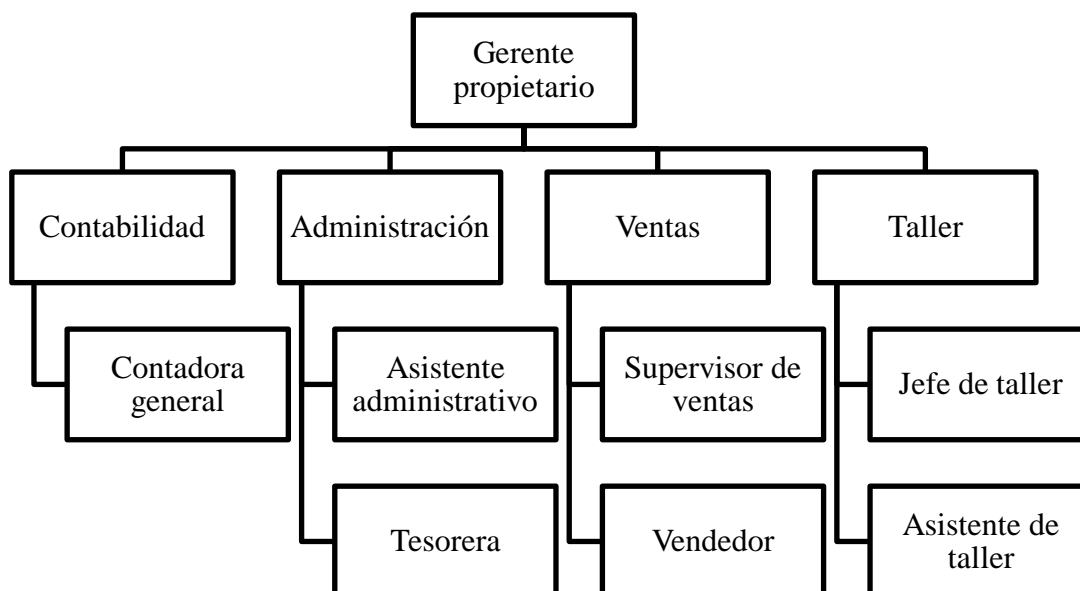 Gerente
propietario
Contabilidad
Administración
Ventas
Taller
Contadora
general
Asistente
administrativo
Supervisor de
ventas
Jefe de taller
Tesorera
Vendedor
Asistente de
taller